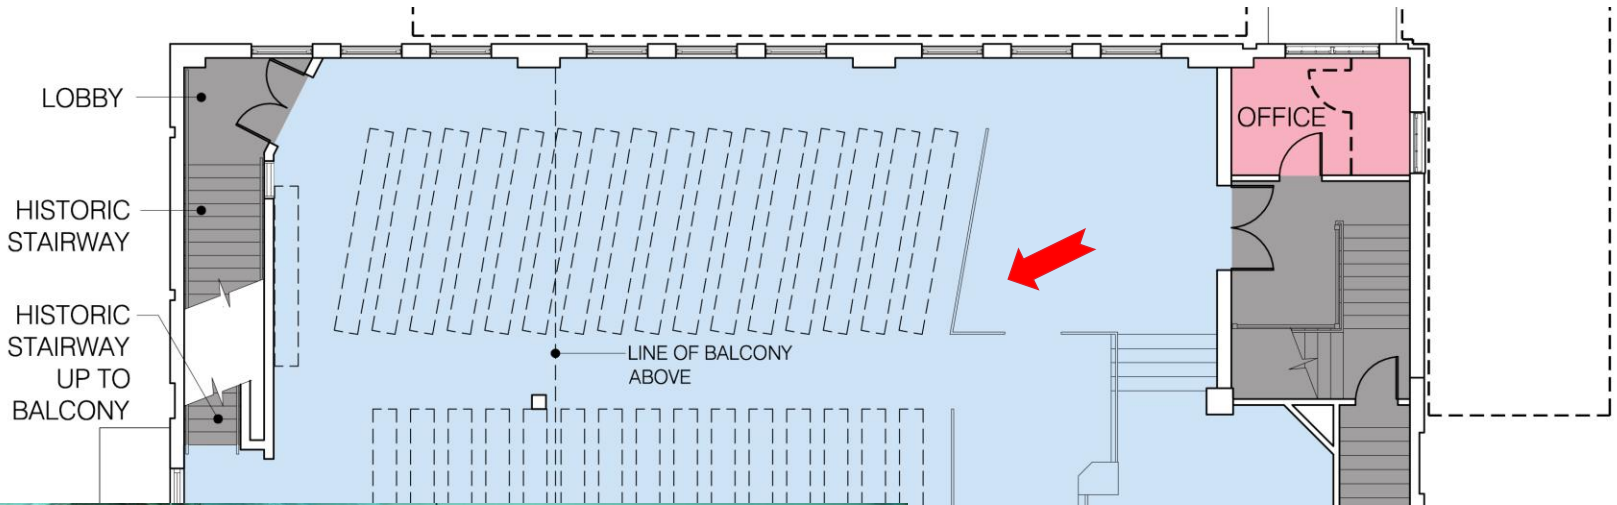 LOBBY
OFFICE
HISTORIC
STAIRWAY
HISTORIC
STAIRWAY
UP TO
BALCONY
LINE OF BALCONY
ABOVE